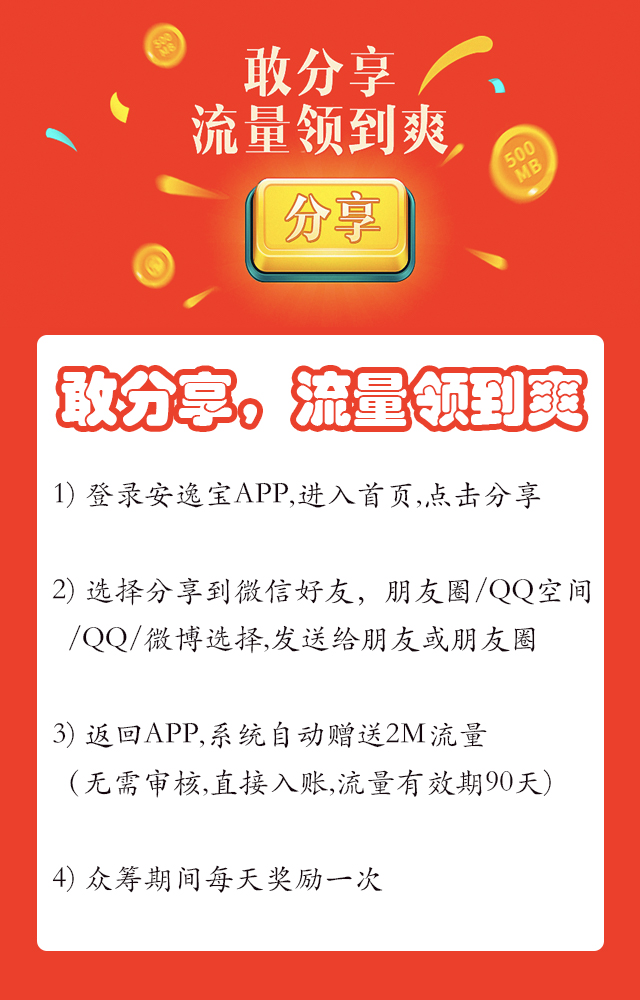 敢分享
流量领到爽
500
MB
分享
敢分享，流量领到爽
1) 登录安逸宝APP,进入首页,点击分享
2) 选择分享到微信好友，朋友圈/QQ空间
/QQ/微博选择,发送给朋友或朋友圈
3) 返回APP,系统自动赠送2M流量
（无需审核,直接入账,流量有效期90天）
4) 众筹期间每天奖励一次